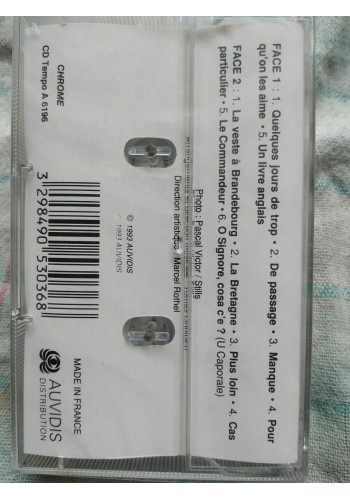 FACE 1 : 1. Quelques jours de trop • 2. De passage • 3. Manque • 4. Pour
qu'on les aime • 5. Un livre anglais
FACE 2 : 1. La veste à Brandebourg • 2. La Bretagne • 3. Plus loin • 4. Cas
particulier • 5. Le Commandeur • 6. O Signore, cosa c'e ? (U Caporale)
Photo : Pascal Victor / Stills
Direction artistique : Marcel Rothel
© 1993 AUVIDIS
℗ 1993 AUVIDIS
CHROME
CD Tempo A 6196
3 298490 530368
MADE IN FRANCE
AUVIDIS
DISTRIBUTION